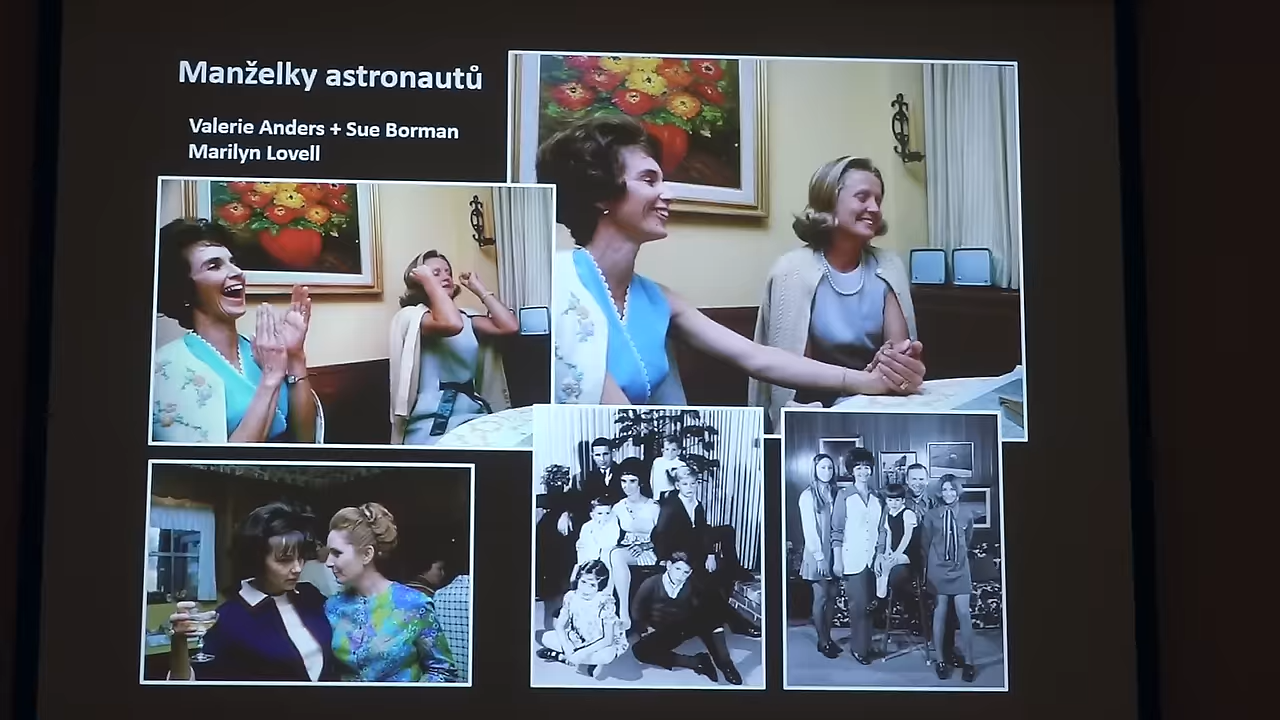 Manželky astronautů
Valerie Anders + Sue Borman
Marilyn Lovell